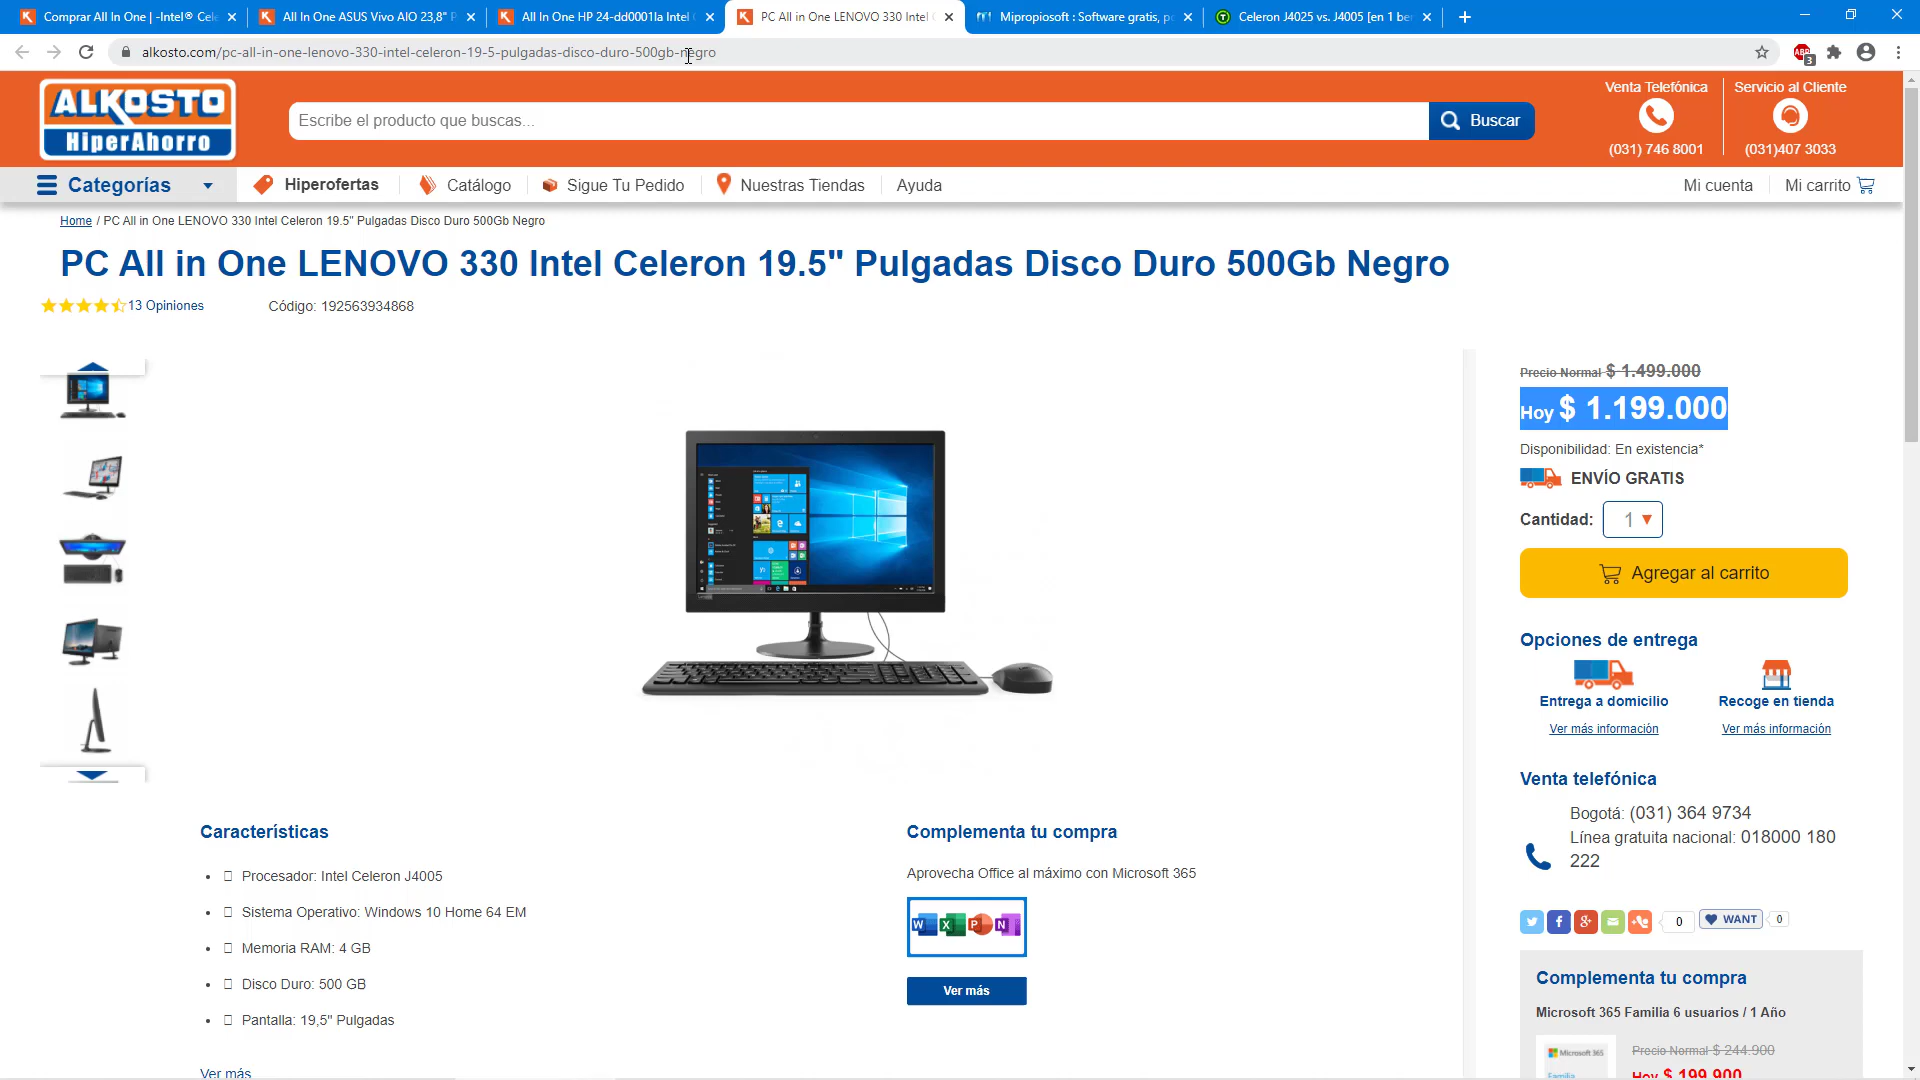 Comprar All In One | -Intel® Cele
All In One ASUS Vivo AIO 23,8" P
All In One HP 24-dd0001la Intel C
PC All in One LENOVO 330 Intel C
Mipropiosoft : Software gratis, pc
Celeron J4025 vs. J4005 [en 1 ben
alkosto.com/pc-all-in-one-lenovo-330-intel-celeron-19-5-pulgadas-disco-duro-500gb-negro
ABP
3
ALKOSTO
HiperAhorro
Escribe el producto que buscas...
Buscar
Venta Telefónica
(031) 746 8001
Servicio al Cliente
(031)407 3033
Categorías
Hiperofertas
Catálogo
Sigue Tu Pedido
Nuestras Tiendas
Ayuda
Mi cuenta
Mi carrito
Home / PC All in One LENOVO 330 Intel Celeron 19.5" Pulgadas Disco Duro 500Gb Negro
PC All in One LENOVO 330 Intel Celeron 19.5" Pulgadas Disco Duro 500Gb Negro
13 Opiniones
Código: 192563934868
Precio Normal $ 1.499.000
Hoy $ 1.199.000
Disponibilidad: En existencia*
ENVÍO GRATIS
Cantidad: 1
Agregar al carrito
Opciones de entrega
Entrega a domicilio
Ver más información
Recoge en tienda
Ver más información
Venta telefónica
Bogotá: (031) 364 9734
Línea gratuita nacional: 018000 180
222
0
WANT
0
Características
• Procesador: Intel Celeron J4005
• Sistema Operativo: Windows 10 Home 64 EM
• Memoria RAM: 4 GB
• Disco Duro: 500 GB
• Pantalla: 19,5" Pulgadas
Ver más
Complementa tu compra
Aprovecha Office al máximo con Microsoft 365
W X P N
Ver más
Complementa tu compra
Microsoft 365 Familia 6 usuarios / 1 Año
Microsoft 365
Familia
Precio Normal $ 244.900
Hoy $ 199.900